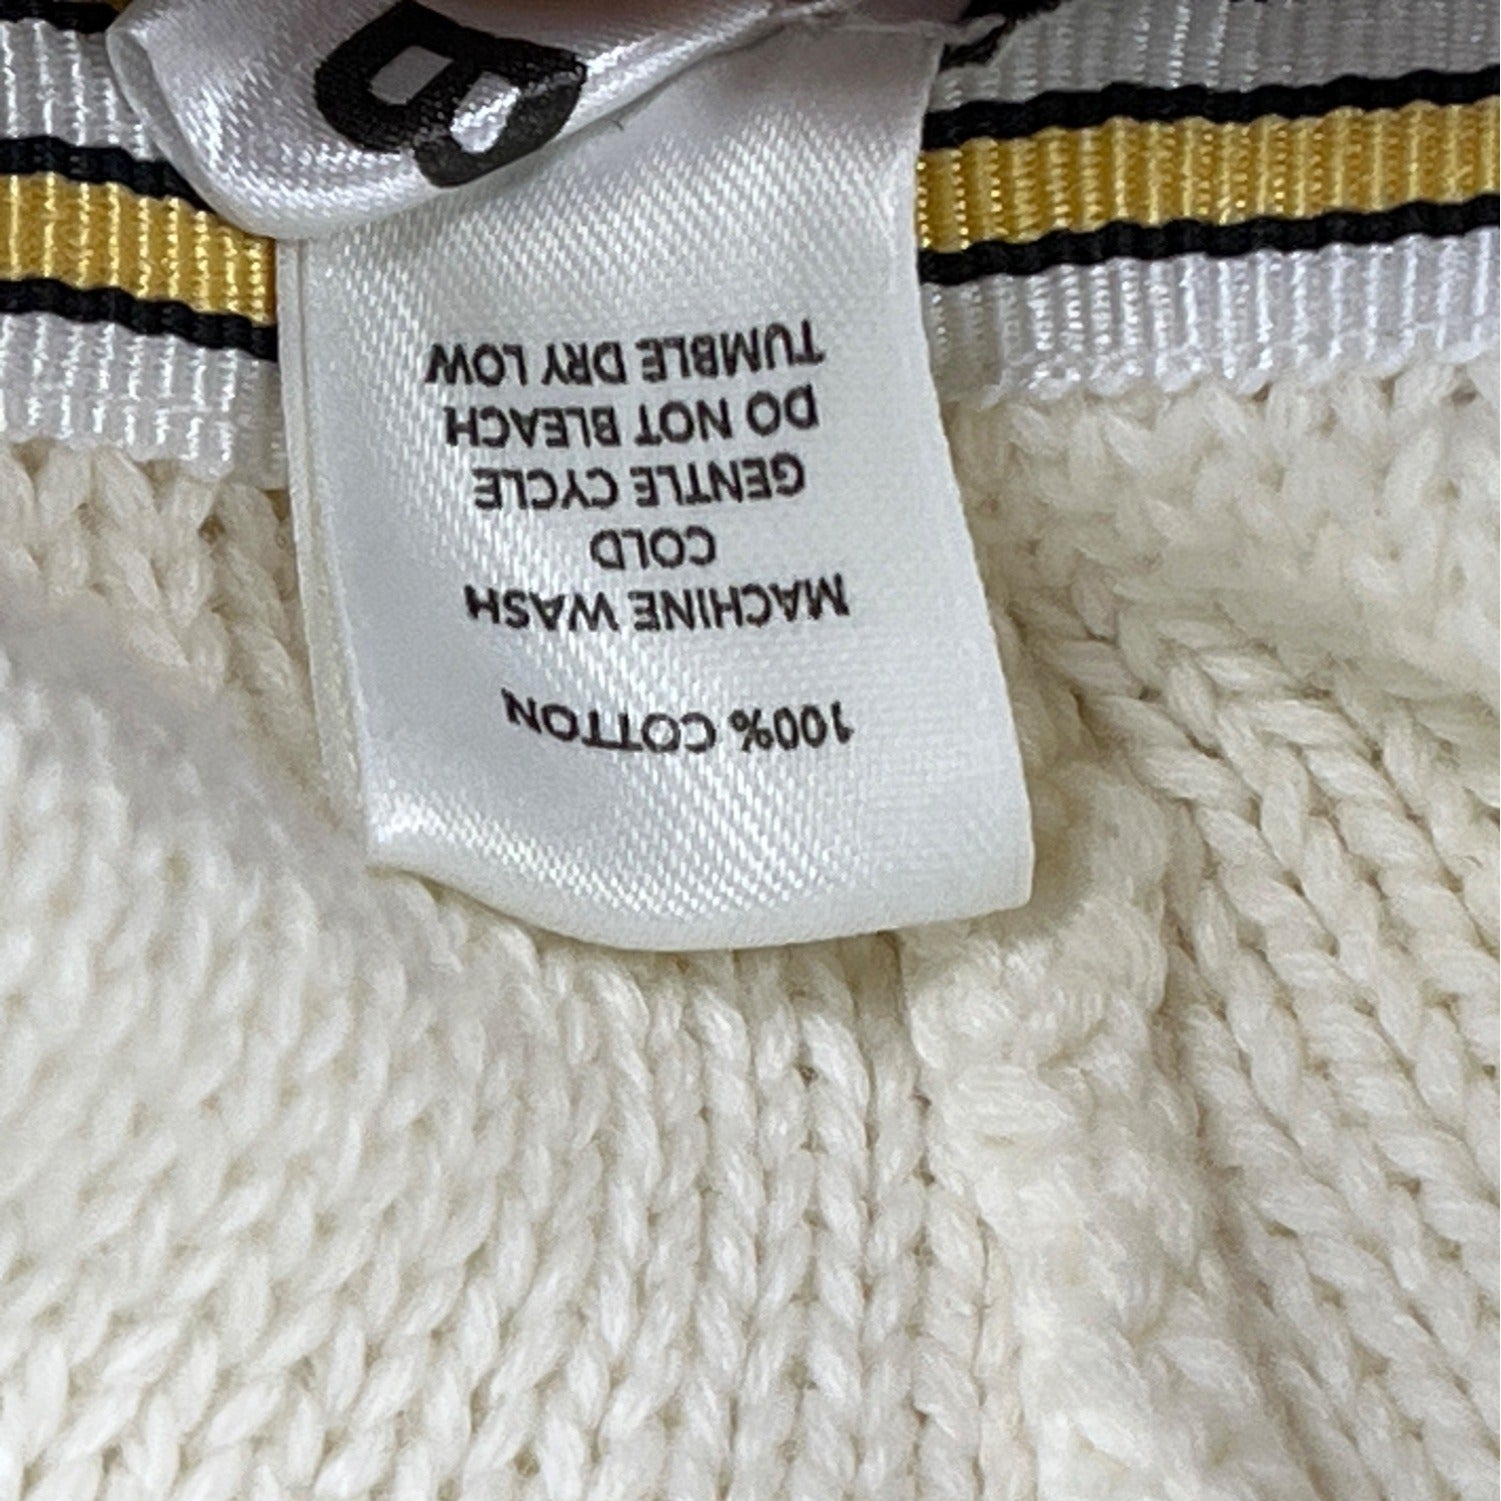 100% COTTON
MACHINE WASH
COLD
GENTLE CYCLE
DO NOT BLEACH
TUMBLE DRY LOW